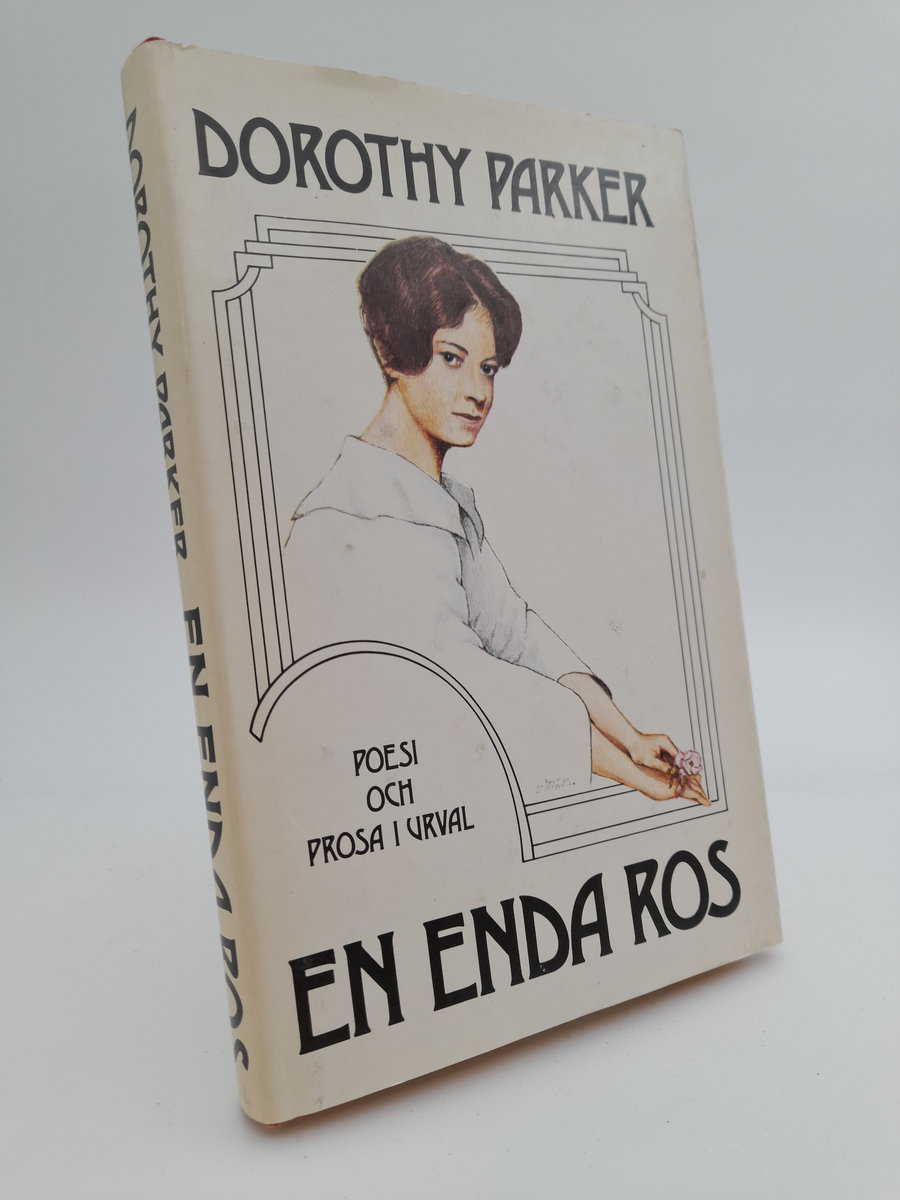 DOROTHY PARKER
POESI
OCH
PROSA I URVAL
EN ENDA ROS
DOROTHY PARKER EN ENDA ROS